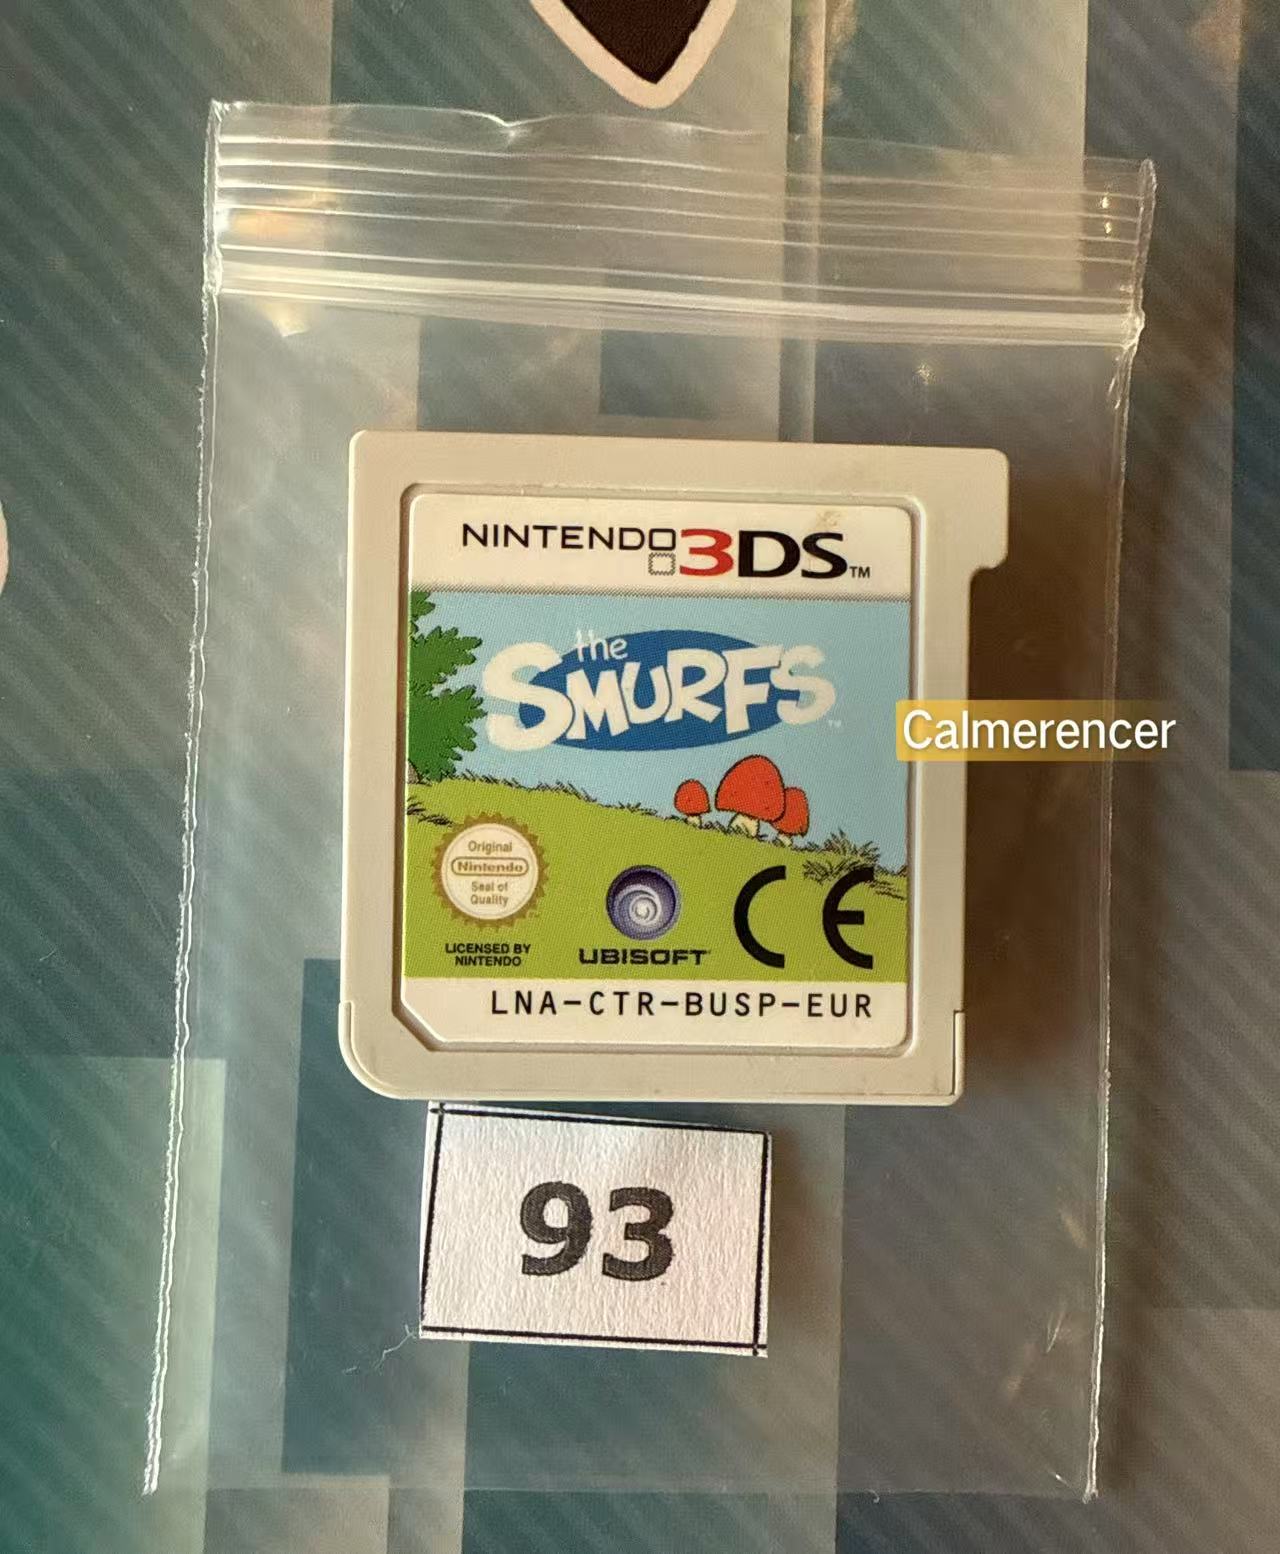 NINTENDO 3DS™
the
SMURFS™
Calmerencer
Original
Nintendo
Seal of
Quality
LICENSED BY
NINTENDO
UBISOFT
CE
LNA-CTR-BUSP-EUR
93